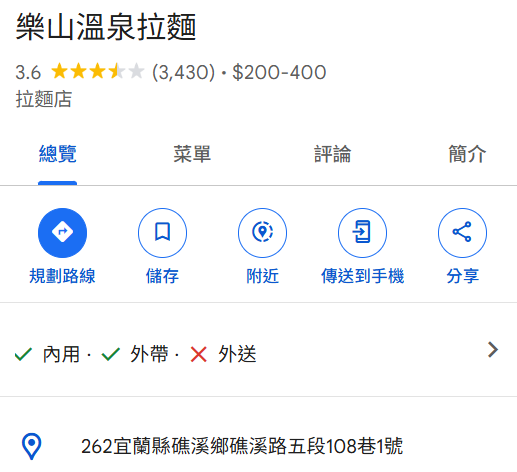 樂山溫泉拉麵
3.6 (3,430) · $200-400
拉麵店
總覽 菜單 評論 簡介
規劃路線 儲存 附近 傳送到手機 分享
內用 · 外帶 · 外送
262宜蘭縣礁溪鄉礁溪路五段108巷1號